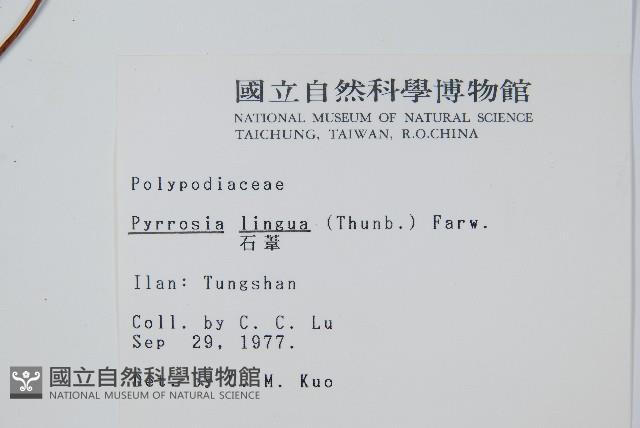 國立自然科學博物館
NATIONAL MUSEUM OF NATURAL SCIENCE
TAICHUNG, TAIWAN, R.O.CHINA
Polypodiaceae
Pyrrosia lingua (Thunb.) Farw.
石葦
Ilan: Tungshan
Coll. by C. C. Lu
Sep 29, 1977.
M. Kuo
國立自然科學博物館
NATIONAL MUSEUM OF NATURAL SCIENCE